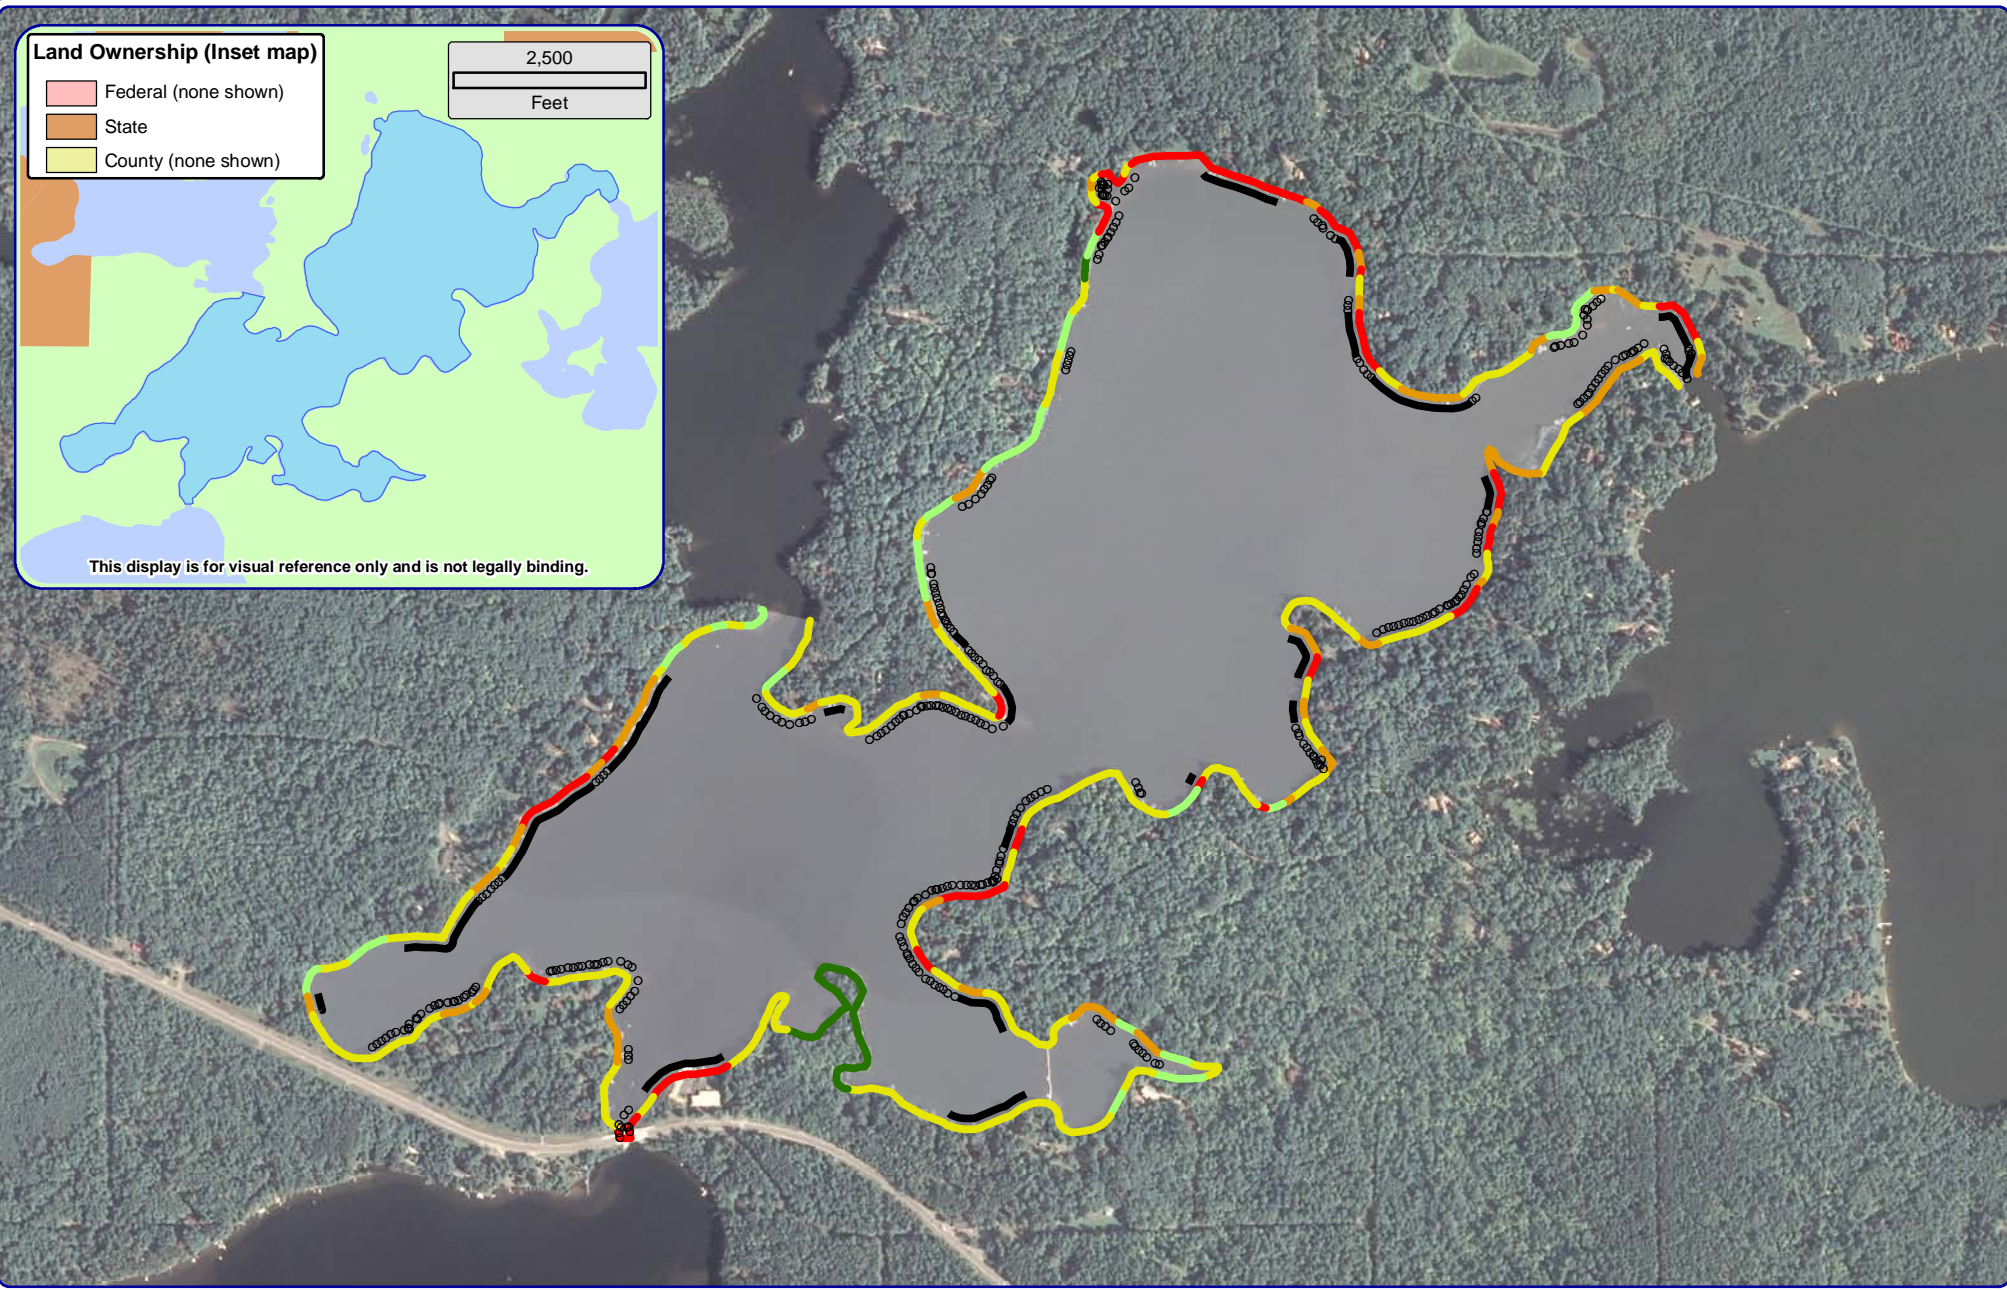 Land Ownership (Inset map)
Federal (none shown)
State
County (none shown)
2,500
Feet
This display is for visual reference only and is not legally binding.